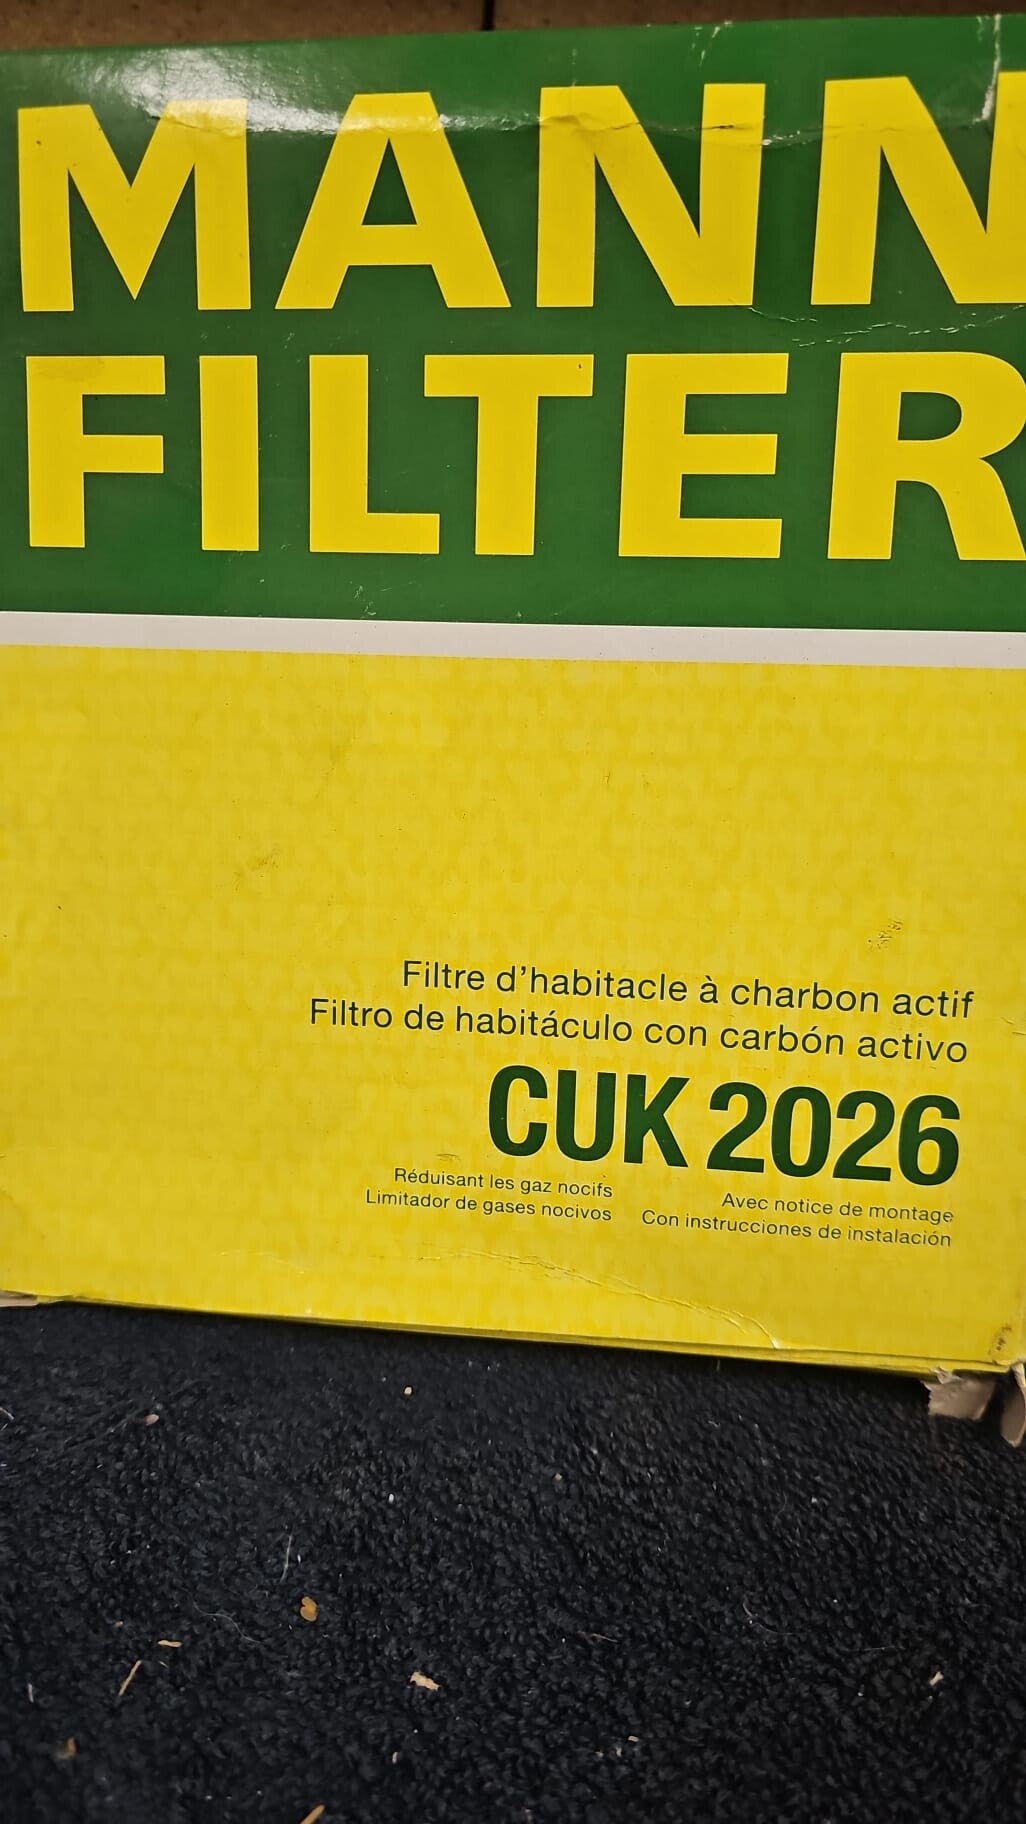 MANN
FILTER
Filtre d'habitacle à charbon actif
Filtro de habitáculo con carbón activo
CUK 2026
Réduisant les gaz nocifs
Limitador de gases nocivos
Avec notice de montage
Con instrucciones de instalación